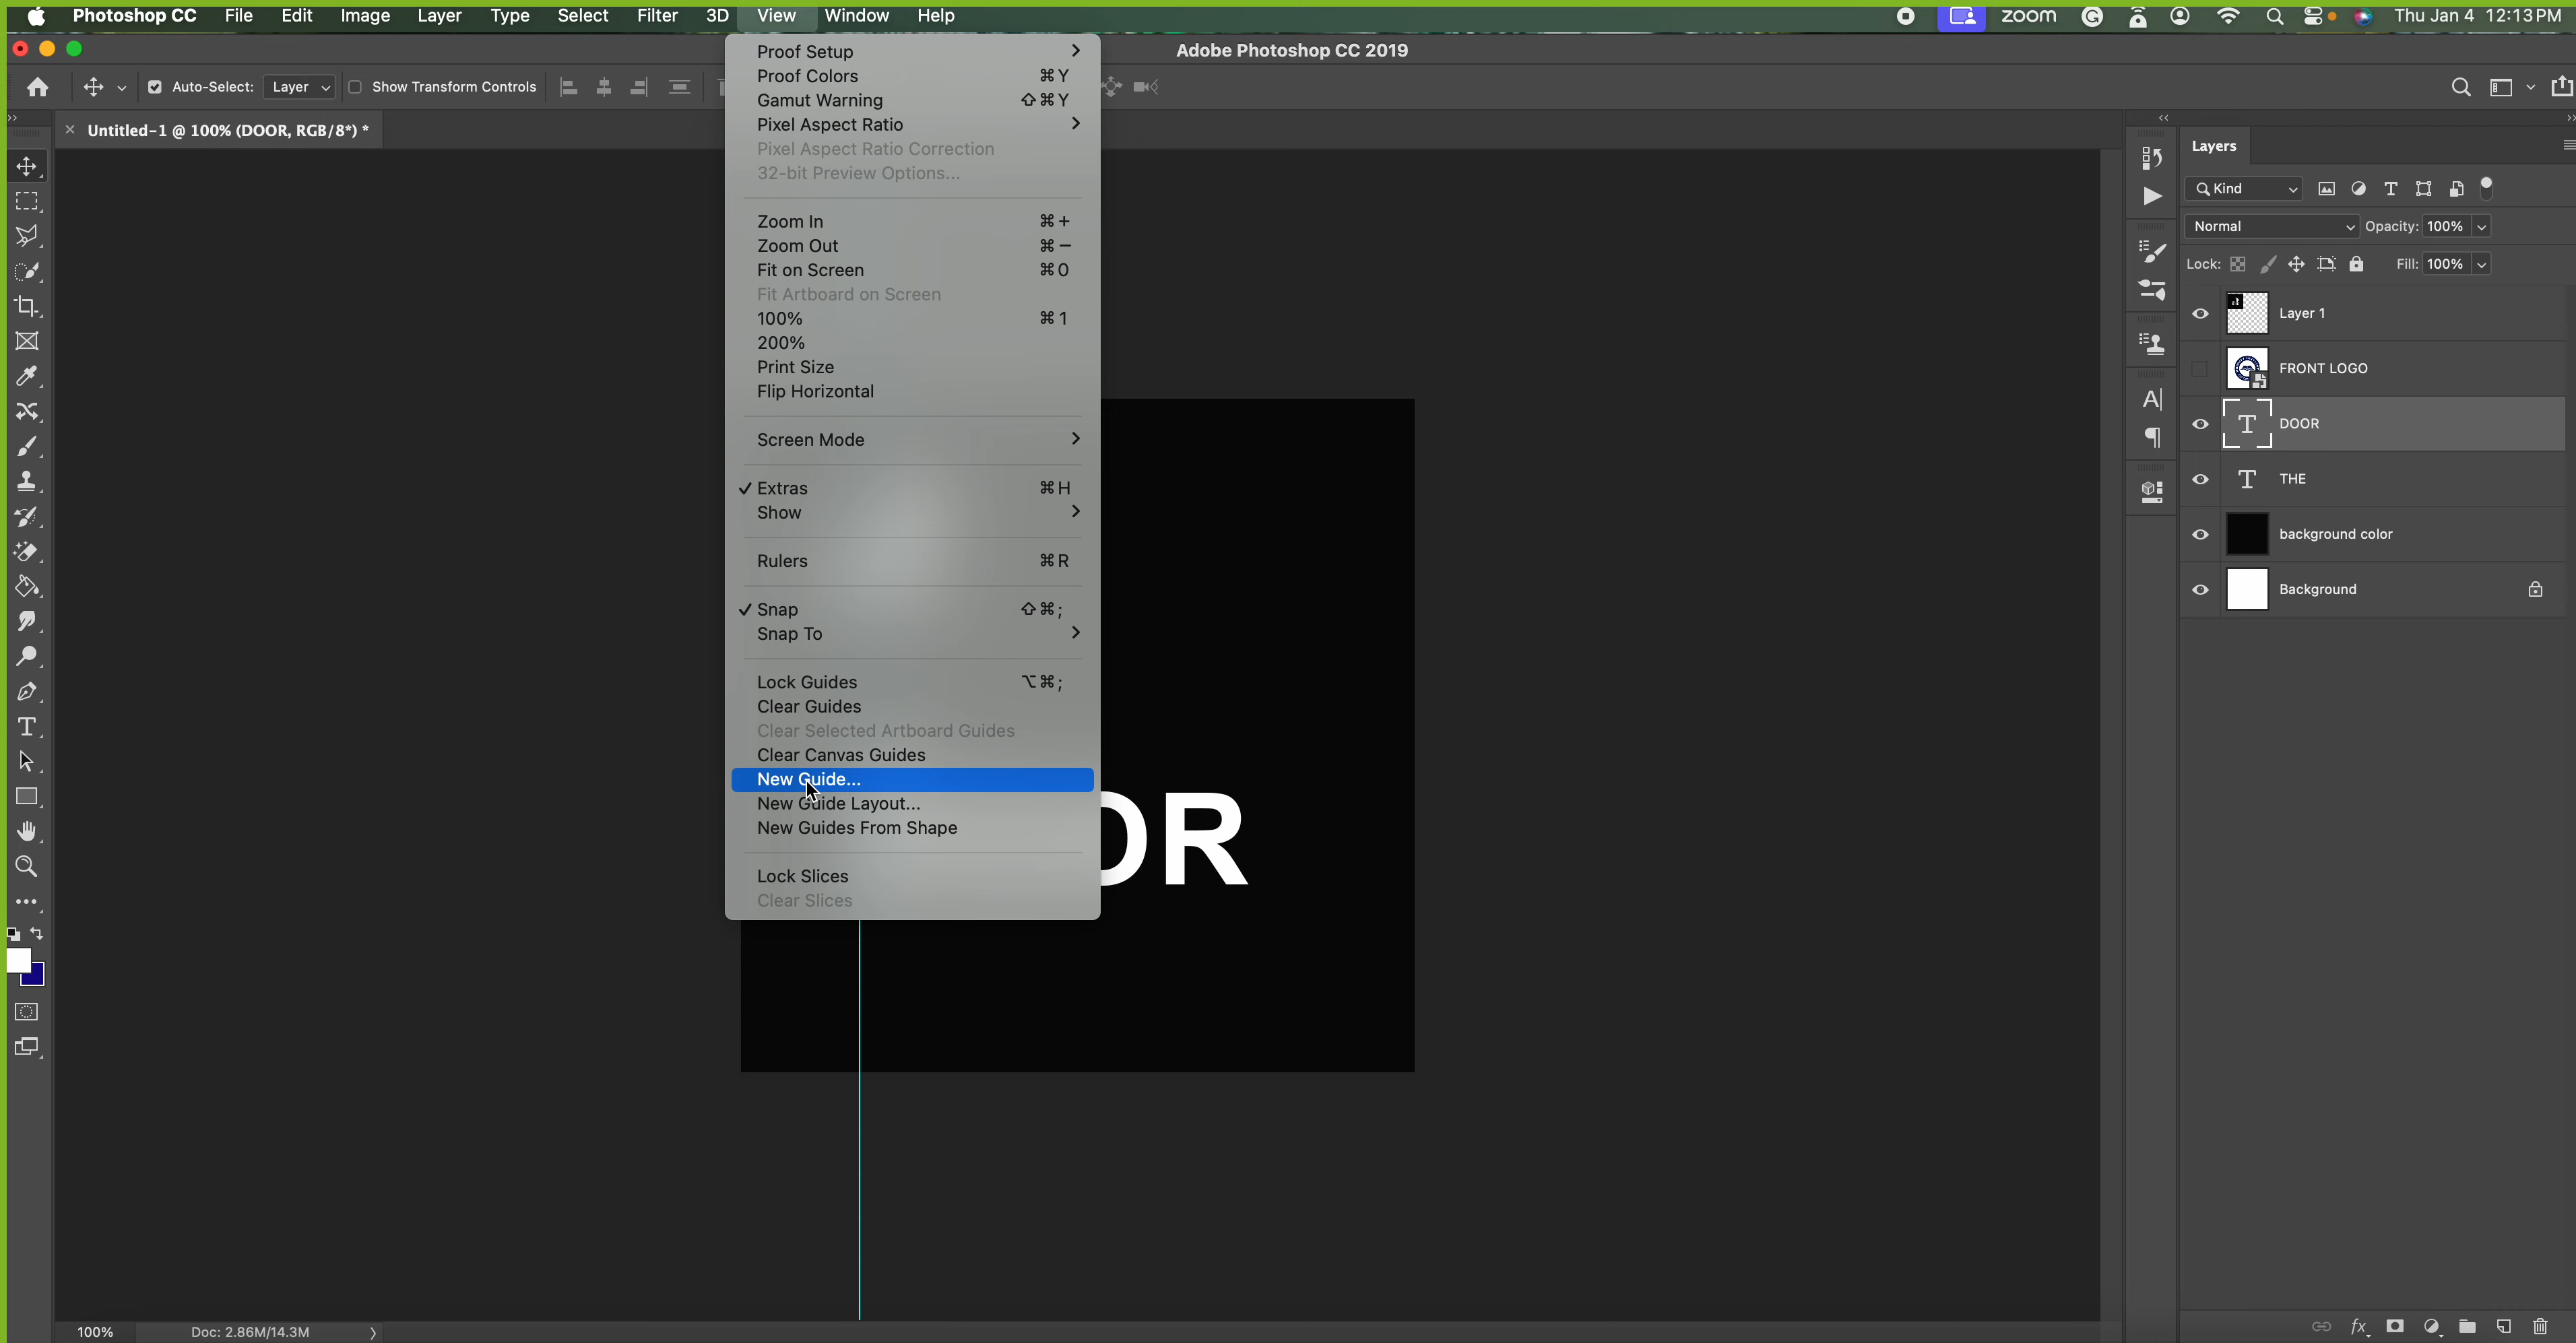 Photoshop CC File Edit Image Layer Type Select Filter 3D View Window Help zoom Thu Jan 4 12:13 PM
Adobe Photoshop CC 2019
Auto-Select: Layer Show Transform Controls
× Untitled-1 @ 100% (DOOR, RGB/8*) *
Proof Setup >
Proof Colors ⌘Y
Gamut Warning ⇧⌘Y
Pixel Aspect Ratio >
Pixel Aspect Ratio Correction
32-bit Preview Options...
Zoom In ⌘+
Zoom Out ⌘−
Fit on Screen ⌘0
Fit Artboard on Screen
100% ⌘1
200%
Print Size
Flip Horizontal
Screen Mode >
✓ Extras ⌘H
Show >
Rulers ⌘R
✓ Snap ⇧⌘;
Snap To >
Lock Guides ⌥⌘;
Clear Guides
Clear Selected Artboard Guides
Clear Canvas Guides
New Guide...
New Guide Layout...
New Guides From Shape
Lock Slices
Clear Slices
OR
Layers
Kind
Normal Opacity: 100%
Lock: Fill: 100%
Layer 1
FRONT LOGO
DOOR
THE
background color
Background
100% Doc: 2.86M/14.3M >